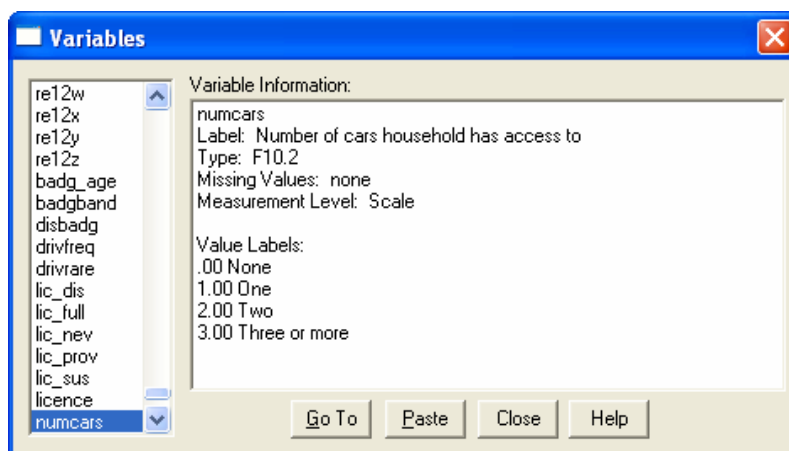 Variables
re12w
re12x
re12y
re12z
badg_age
badgband
disbadg
drivfreq
drivrare
lic_dis
lic_full
lic_nev
lic_prov
lic_sus
licence
numcars
Variable Information:
numcars
Label: Number of cars household has access to
Type: F10.2
Missing Values: none
Measurement Level: Scale
Value Labels:
.00 None
1.00 One
2.00 Two
3.00 Three or more
Go To Paste Close Help